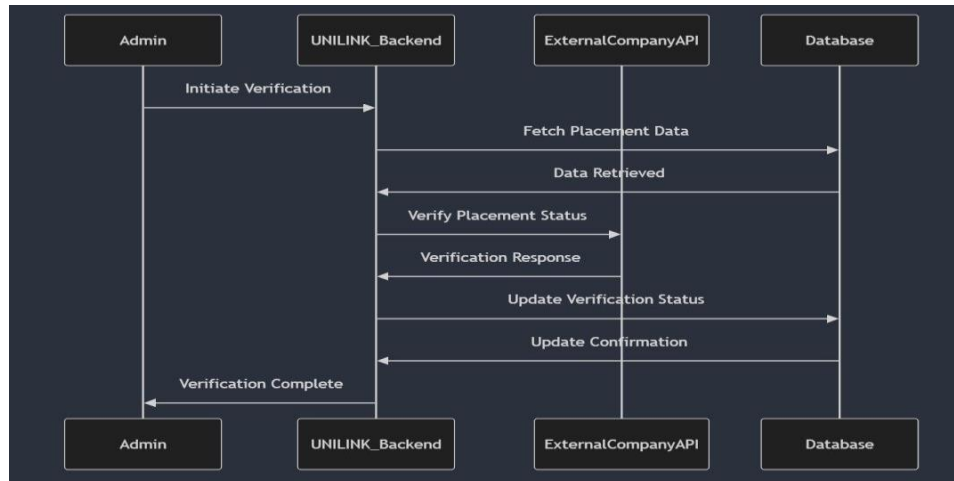 Admin UNILINK_Backend ExternalCompanyAPI Database
Initiate Verification
Fetch Placement Data
Data Retrieved
Verify Placement Status
Verification Response
Update Verification Status
Update Confirmation
Verification Complete
Admin UNILINK_Backend ExternalCompanyAPI Database